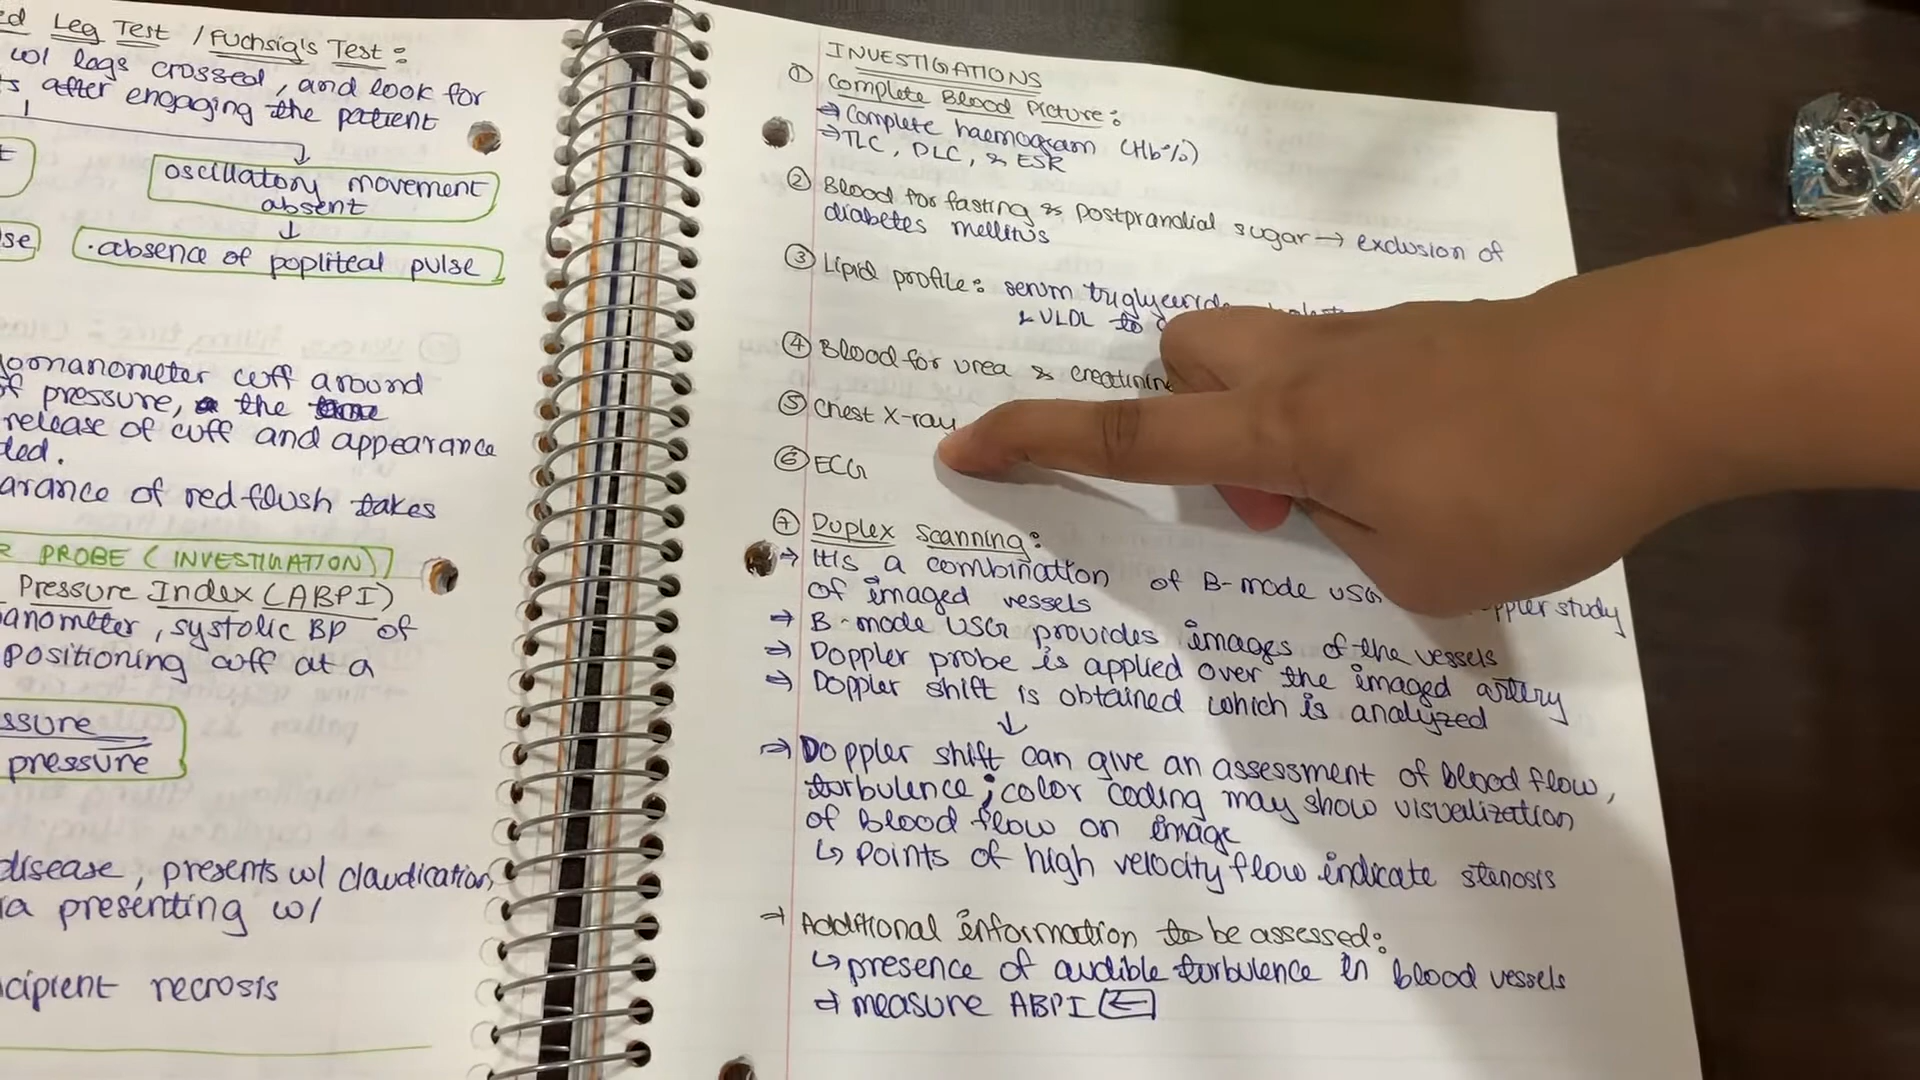 Leg Test / Fuchsig's Test:
w/ legs crossed, and look for
after engaging the patient
oscillatory movement
absent
• absence of popliteal pulse
cuff around
of pressure, the
release of cuff and appearance
arance of red flush takes
PROBE (INVESTIGATION)
Pressure Index (ABPI)
anometer, systolic BP of
positioning cuff at a
ssure
pressure
disease, presents w/ claudication,
presenting w/
cipient necrosis
INVESTIGATIONS
① Complete Blood Picture:
→ Complete haemogram (Hb%)
→ TLC, DLC, & ESR
② Blood for fasting & postprandial sugar → exclusion of
diabetes mellitus
③ Lipid profile: serum triglyceride
& VLDL to
④ Blood for urea & creatinine
⑤ Chest X-ray
⑥ ECG
⑦ Duplex Scanning:
→ It is a combination of B-mode USG ppler study
of imaged vessels
→ B-mode USG provides images of the vessels
→ Doppler probe is applied over the imaged artery
→ Doppler shift is obtained which is analyzed
↓
→ Doppler shift can give an assessment of blood flow,
turbulence; color coding may show visualization
of blood flow on image
↳ points of high velocity flow indicate stenosis
→ Additional information to be assessed:
↳ presence of audible turbulence in blood vessels
→ measure ABPI ←